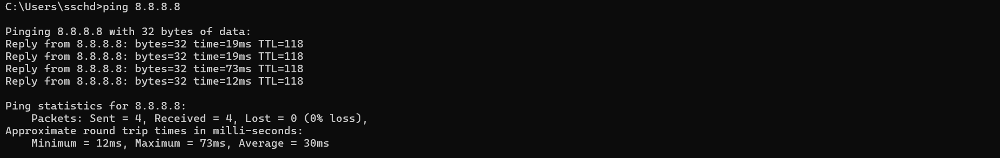 C:\Users\sschd>ping 8.8.8.8
Pinging 8.8.8.8 with 32 bytes of data:
Reply from 8.8.8.8: bytes=32 time=19ms TTL=118
Reply from 8.8.8.8: bytes=32 time=19ms TTL=118
Reply from 8.8.8.8: bytes=32 time=73ms TTL=118
Reply from 8.8.8.8: bytes=32 time=12ms TTL=118
Ping statistics for 8.8.8.8:
Packets: Sent = 4, Received = 4, Lost = 0 (0% loss),
Approximate round trip times in milli-seconds:
Minimum = 12ms, Maximum = 73ms, Average = 30ms